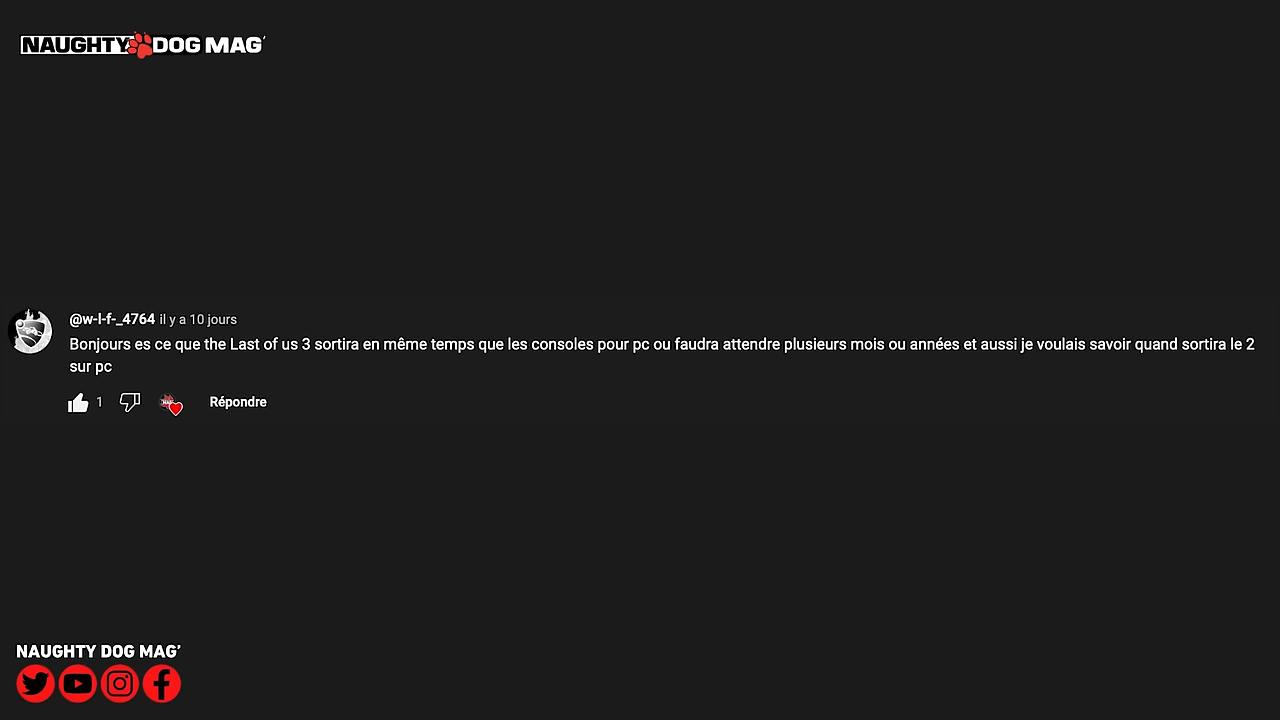 NAUGHTY DOG MAG'
@w-l-f-_4764 il y a 10 jours
Bonjours es ce que the Last of us 3 sortira en même temps que les consoles pour pc ou faudra attendre plusieurs mois ou années et aussi je voulais savoir quand sortira le 2
sur pc
1
Répondre
NAUGHTY DOG MAG'